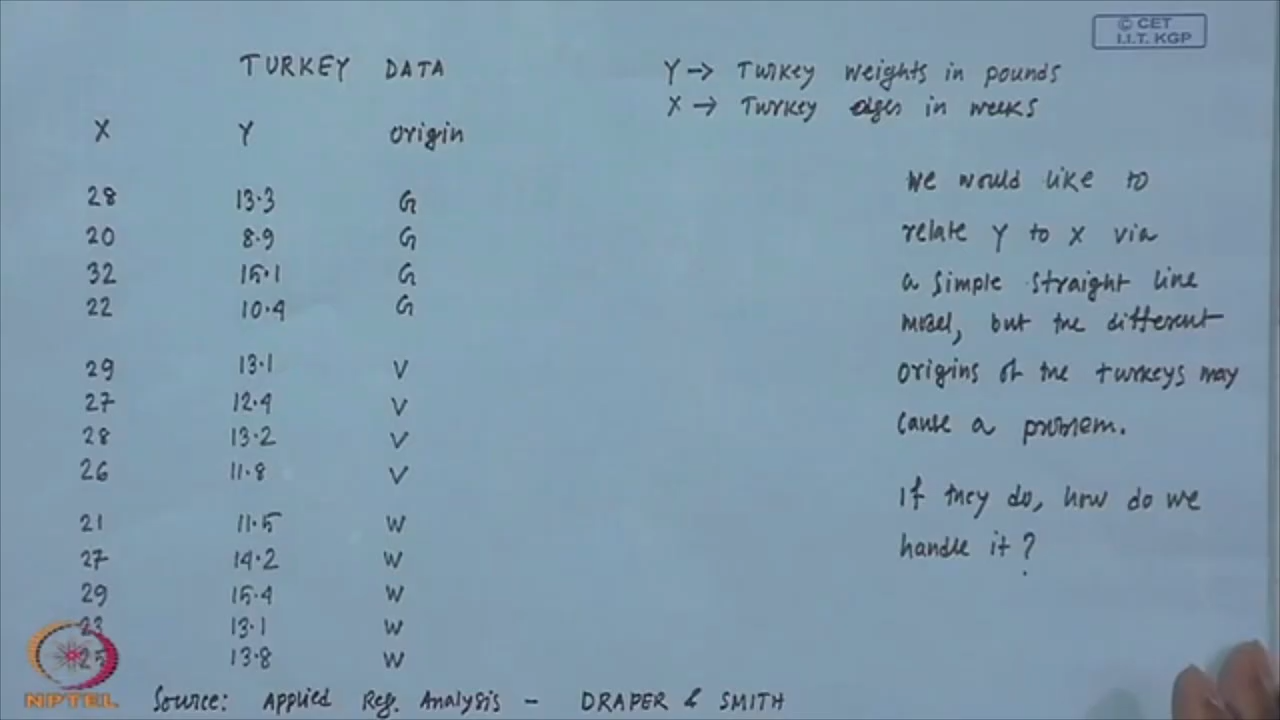 © CET
I.I.T. KGP
TURKEY DATA
Y → Turkey weights in pounds
X → Turkey ages in weeks
X Y Origin
28 13.3 G
20 8.9 G
32 15.1 G
22 10.4 G
29 13.1 V
27 12.4 V
28 13.2 V
26 11.8 V
21 11.5 W
27 14.2 W
29 15.4 W
23 13.1 W
25 13.8 W
We would like to
relate Y to X via
a simple straight line
model, but the different
origins of the turkeys may
cause a problem.
If they do, how do we
handle it?
NPTEL
Source: Applied Reg. Analysis - DRAPER & SMITH